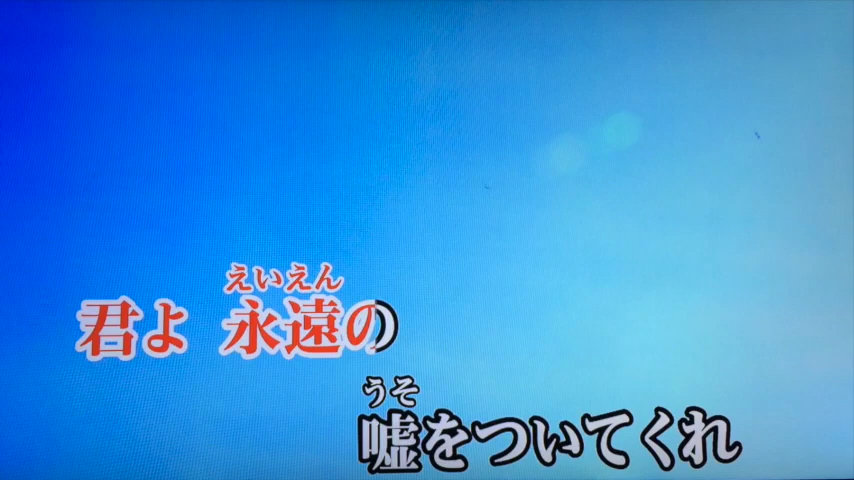 えいえん
君よ 永遠の
うそ
嘘をついてくれ